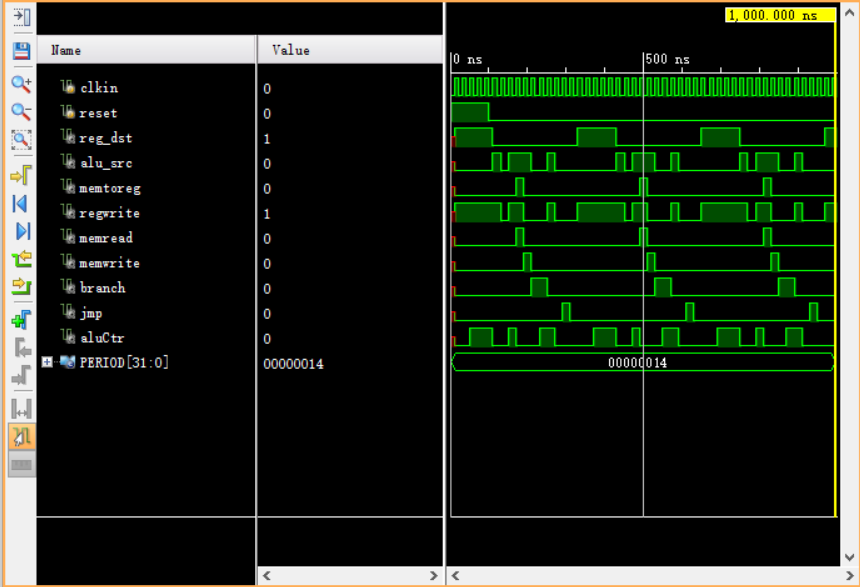 1,000.000 ns
Name Value
0 ns 500 ns
clkin 0
reset 0
reg_dst 1
alu_src 0
memtoreg 0
regwrite 1
memread 0
memwrite 0
branch 0
jmp 0
aluCtr 0
PERIOD[31:0] 00000014 00000014